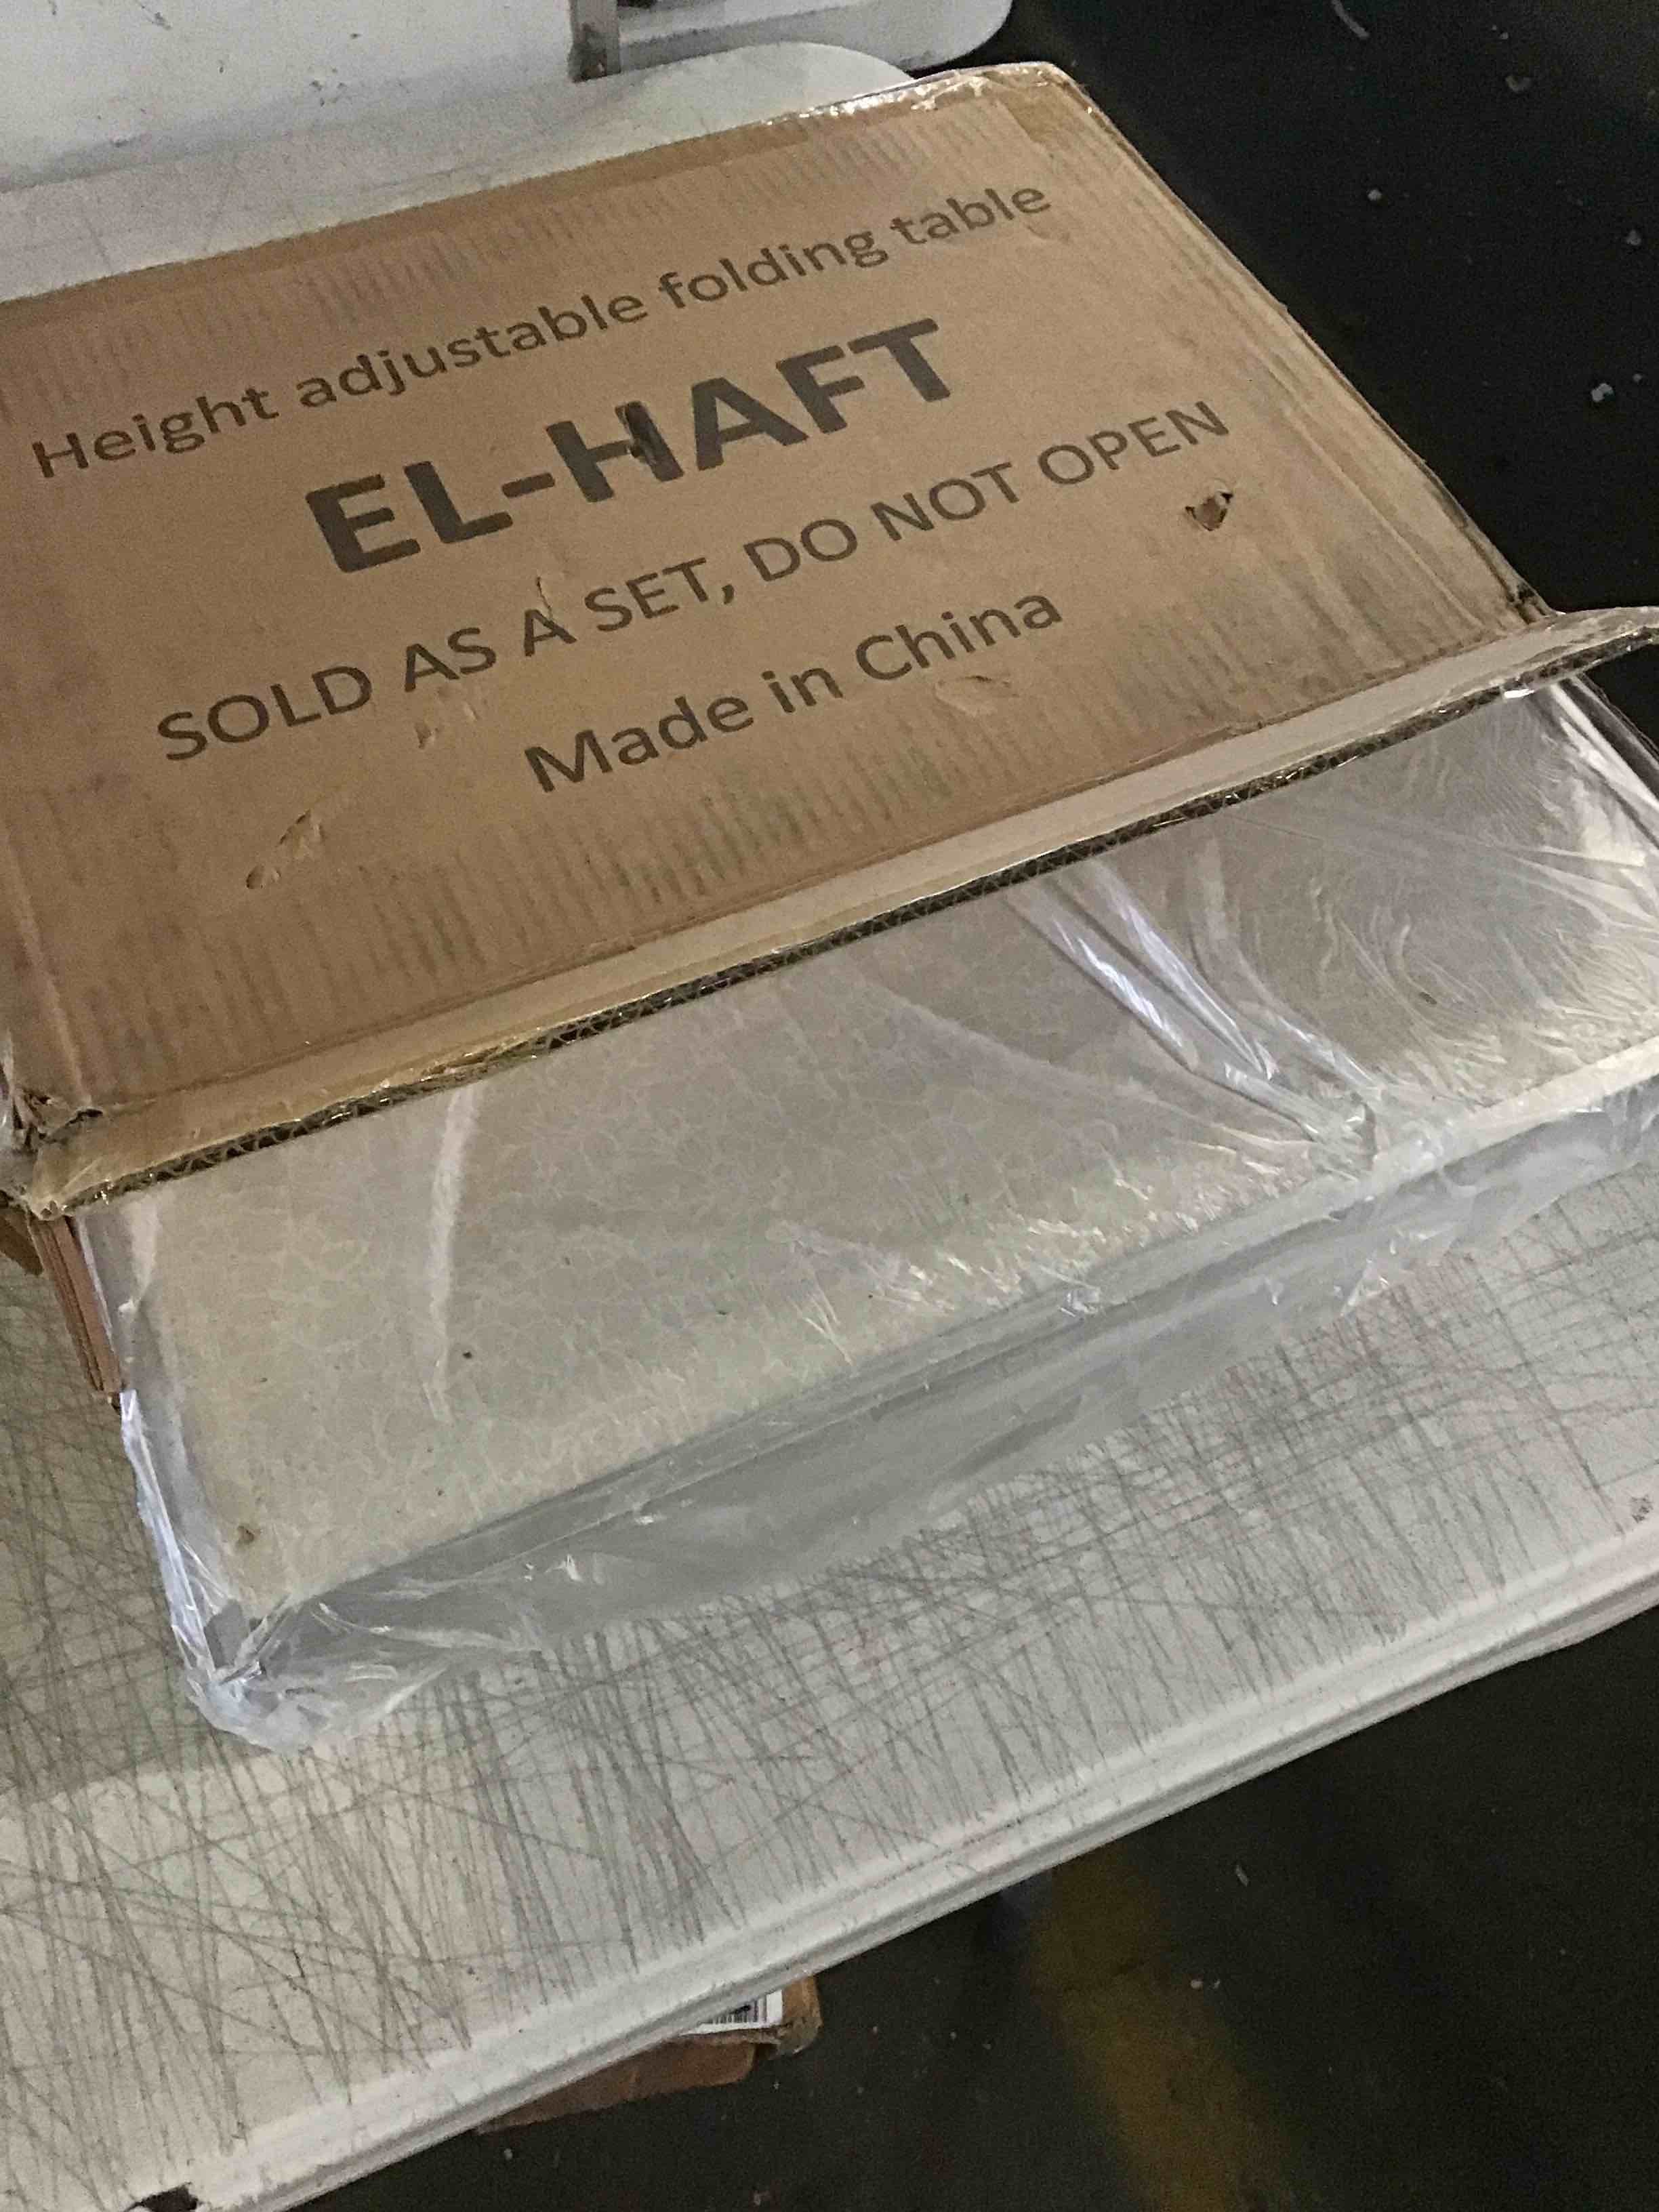 Height adjustable folding table
EL-HAFT
SOLD AS A SET, DO NOT OPEN
Made in China